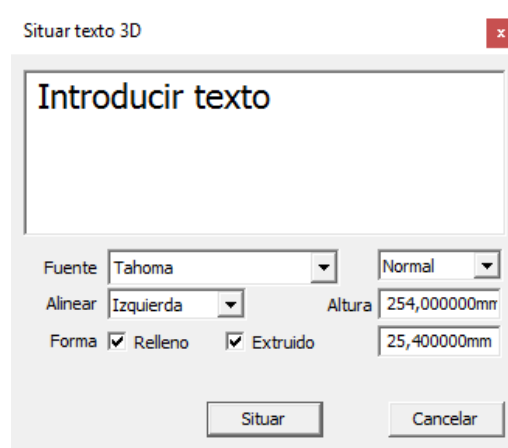 Situar texto 3D
x
Introducir texto
Fuente Tahoma Normal
Alinear Izquierda Altura 254,000000mm
Forma Relleno Extruido 25,400000mm
Situar Cancelar